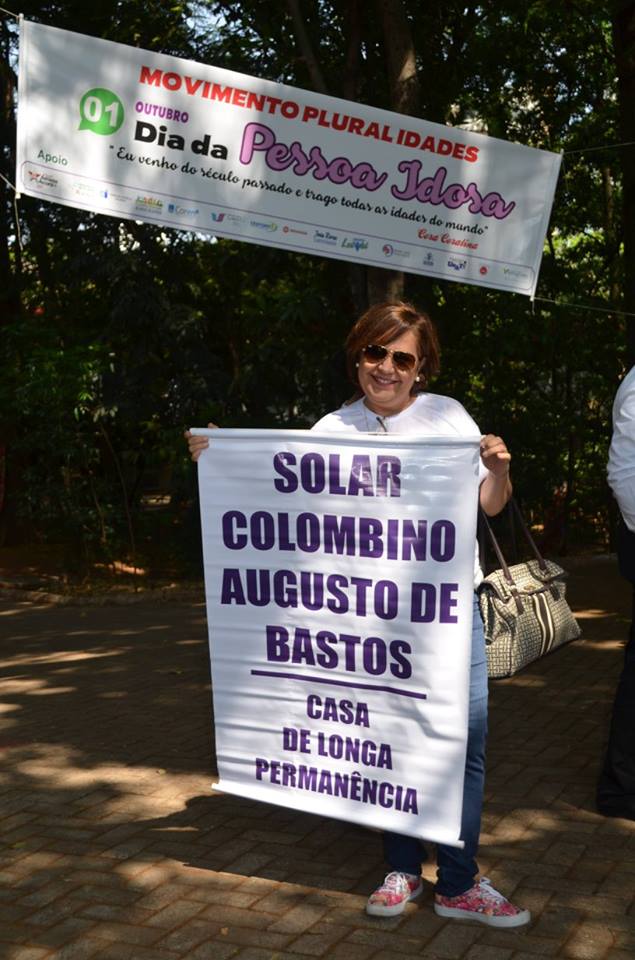 MOVIMENTO PLURAL IDADES
01 OUTUBRO
Dia da Pessoa Idosa
"Eu venho do século passado e trago todas as idades do mundo"
Cora Coralina
Apoio
SOLAR
COLOMBINO
AUGUSTO DE
BASTOS
CASA
DE LONGA
PERMANÊNCIA